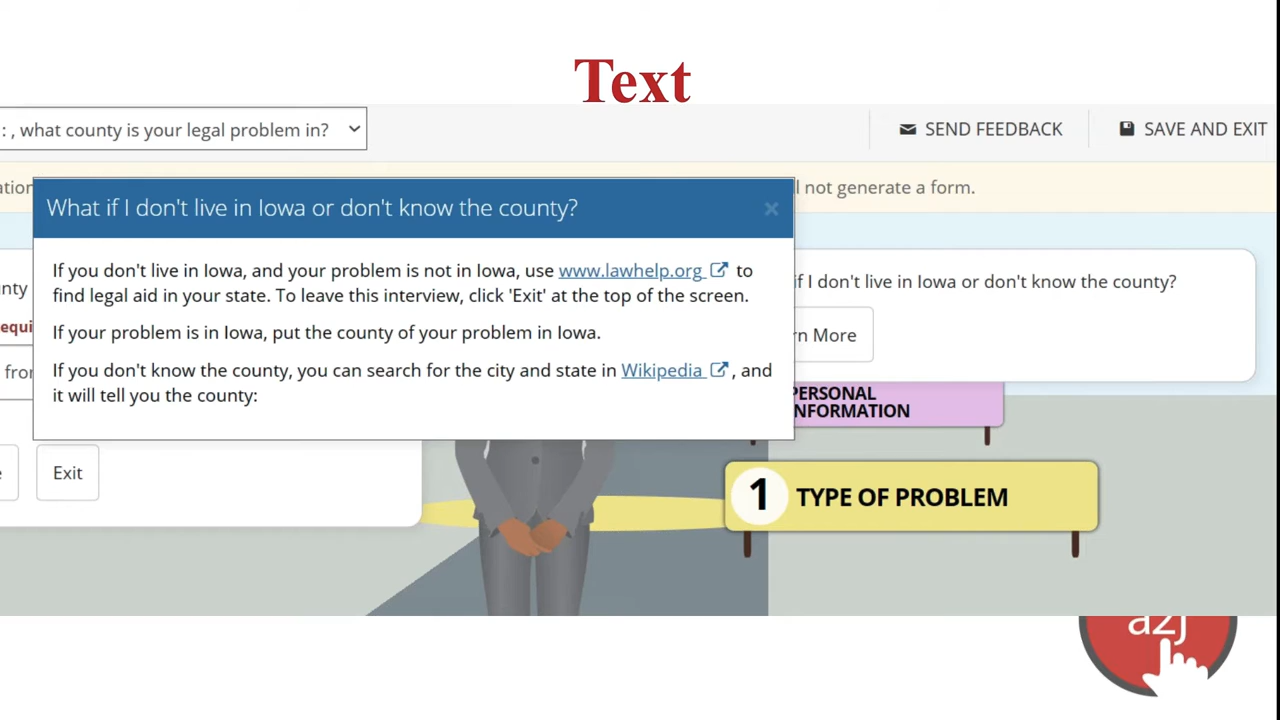 Text
: , what county is your legal problem in?
SEND FEEDBACK
SAVE AND EXIT
What if I don't live in Iowa or don't know the county?
l not generate a form.
If you don't live in Iowa, and your problem is not in Iowa, use www.lawhelp.org to
find legal aid in your state. To leave this interview, click 'Exit' at the top of the screen.
If your problem is in Iowa, put the county of your problem in Iowa.
If you don't know the county, you can search for the city and state in Wikipedia , and
it will tell you the county:
if I don't live in Iowa or don't know the county?
rn More
from
Exit
PERSONAL
INFORMATION
1 TYPE OF PROBLEM
a2j